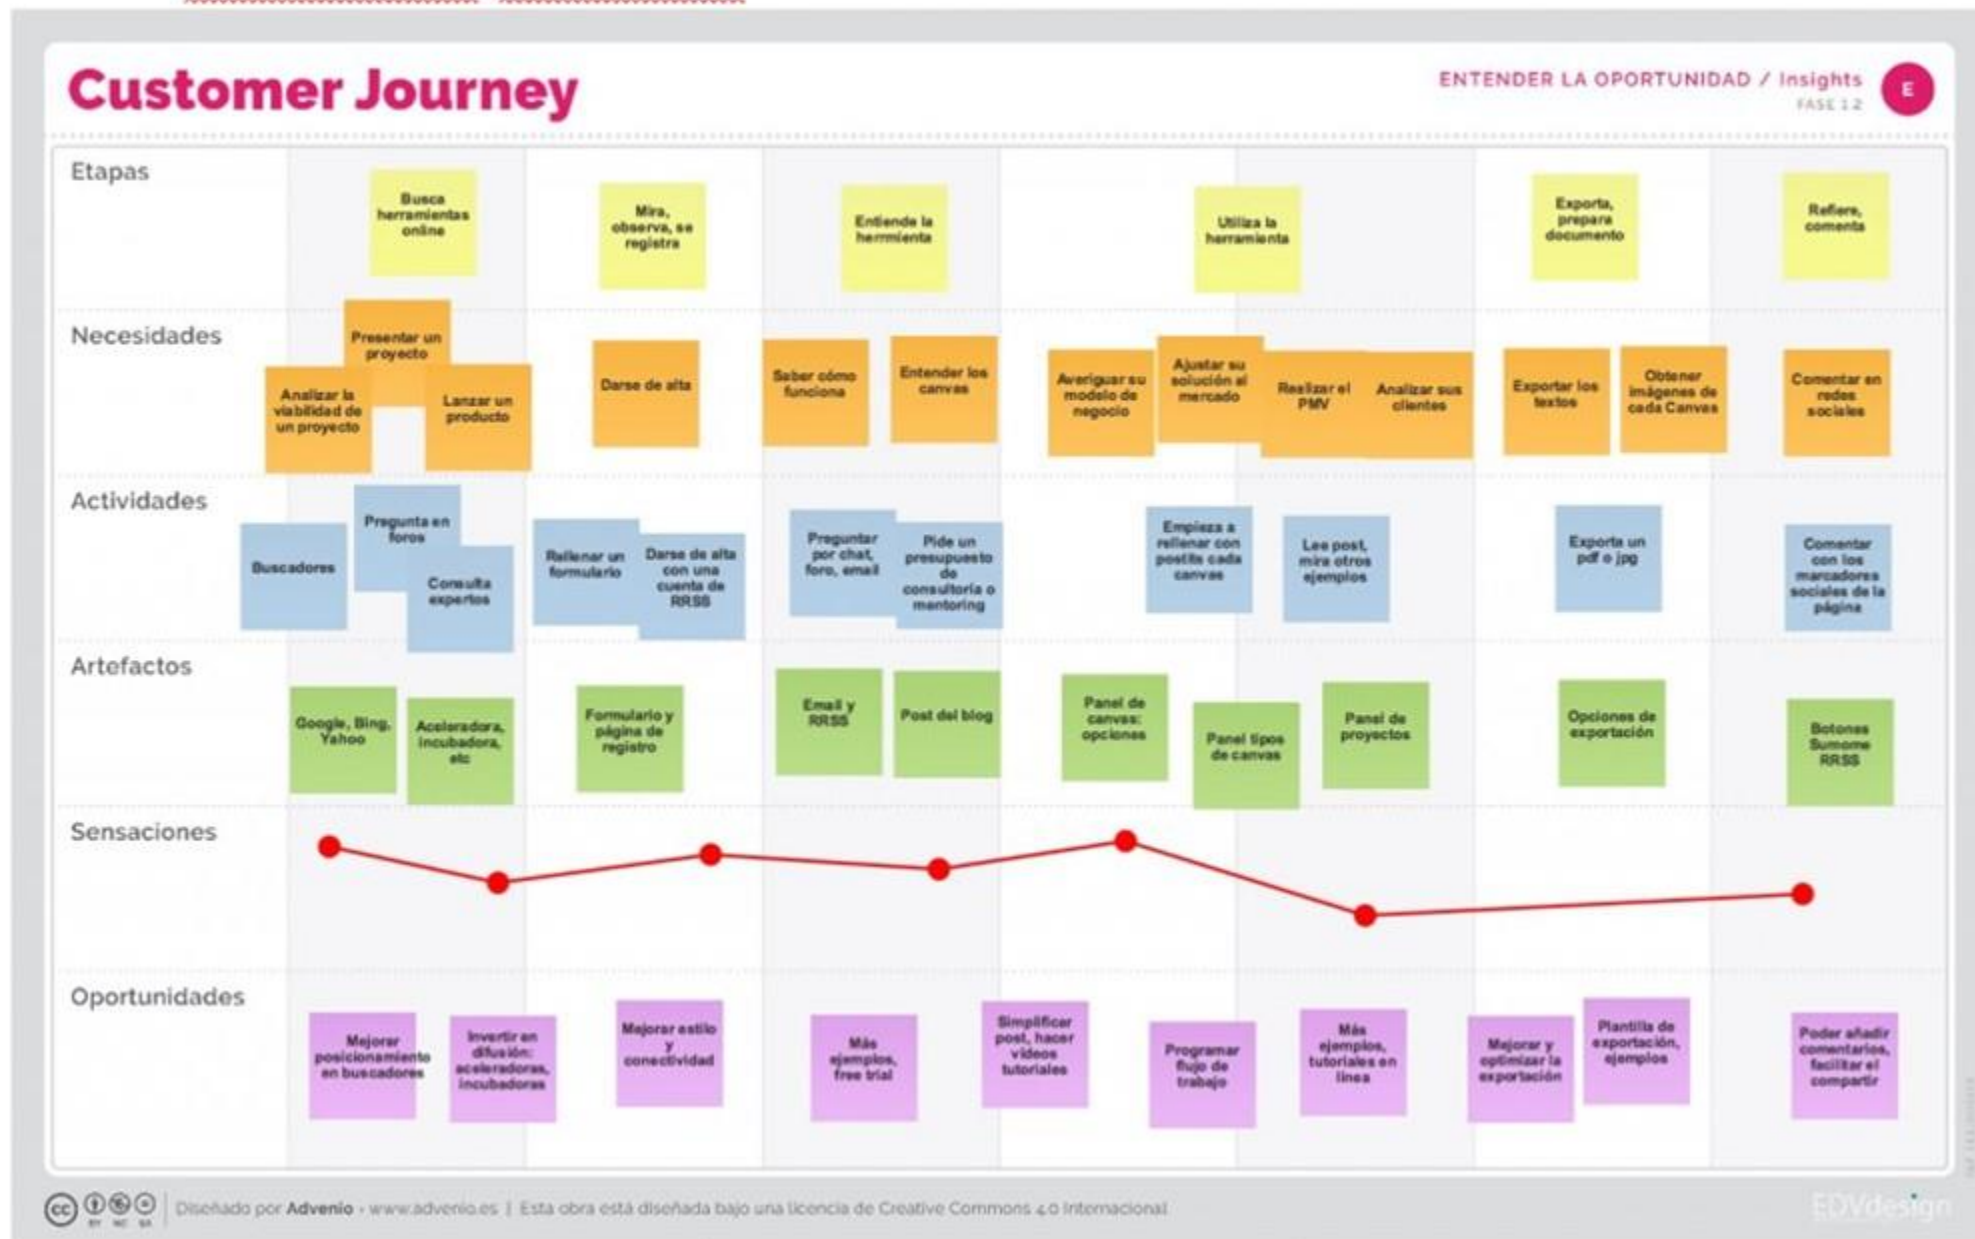 Customer Journey
ENTENDER LA OPORTUNIDAD / Insights
FASE 1.2
E
Etapas
Busca
herramientas
online
Mira,
observa, se
registra
Entiende la
herrmienta
Utiliza la
herramienta
Exporta,
prepara
documento
Refiere,
comenta
Necesidades
Presentar un
proyecto
Analizar la
viabilidad de
un proyecto
Lanzar un
producto
Darse de alta
Saber cómo
funciona
Entender los
canvas
Averiguar su
modelo de
negocio
Ajustar su
solución al
mercado
Realizar el
PMV
Analizar sus
clientes
Exportar los
textos
Obtener
imágenes de
cada Canvas
Comentar en
redes
sociales
Actividades
Buscadores
Pregunta en
foros
Consulta
expertos
Rellenar un
formulario
Darse de alta
con una
cuenta de
RRSS
Preguntar
por chat,
foro, email
Pide un
presupuesto
de
consultoría o
mentoring
Empieza a
rellenar con
postits cada
canvas
Lee post,
mira otros
ejemplos
Exporta un
pdf o jpg
Comentar
con los
marcadores
sociales de la
página
Artefactos
Google, Bing,
Yahoo
Aceleradora,
incubadora,
etc
Formulario y
página de
registro
Email y
RRSS
Post del blog
Panel de
canvas:
opciones
Panel tipos
de canvas
Panel de
proyectos
Opciones de
exportación
Botones
Sumome
RRSS
Sensaciones
Oportunidades
Mejorar
posicionamiento
en buscadores
Invertir en
difusión:
aceleradoras,
incubadoras
Mejorar estilo
y
conectividad
Más
ejemplos,
free trial
Simplificar
post, hacer
vídeos
tutoriales
Programar
flujo de
trabajo
Más
ejemplos,
tutoriales en
línea
Mejorar y
optimizar la
exportación
Plantilla de
exportación,
ejemplos
Poder añadir
comentarios,
facilitar el
compartir
cc BY NC SA
Diseñado por Advenio - www.advenio.es | Esta obra está diseñada bajo una licencia de Creative Commons 4.0 Internacional
EDVdesign